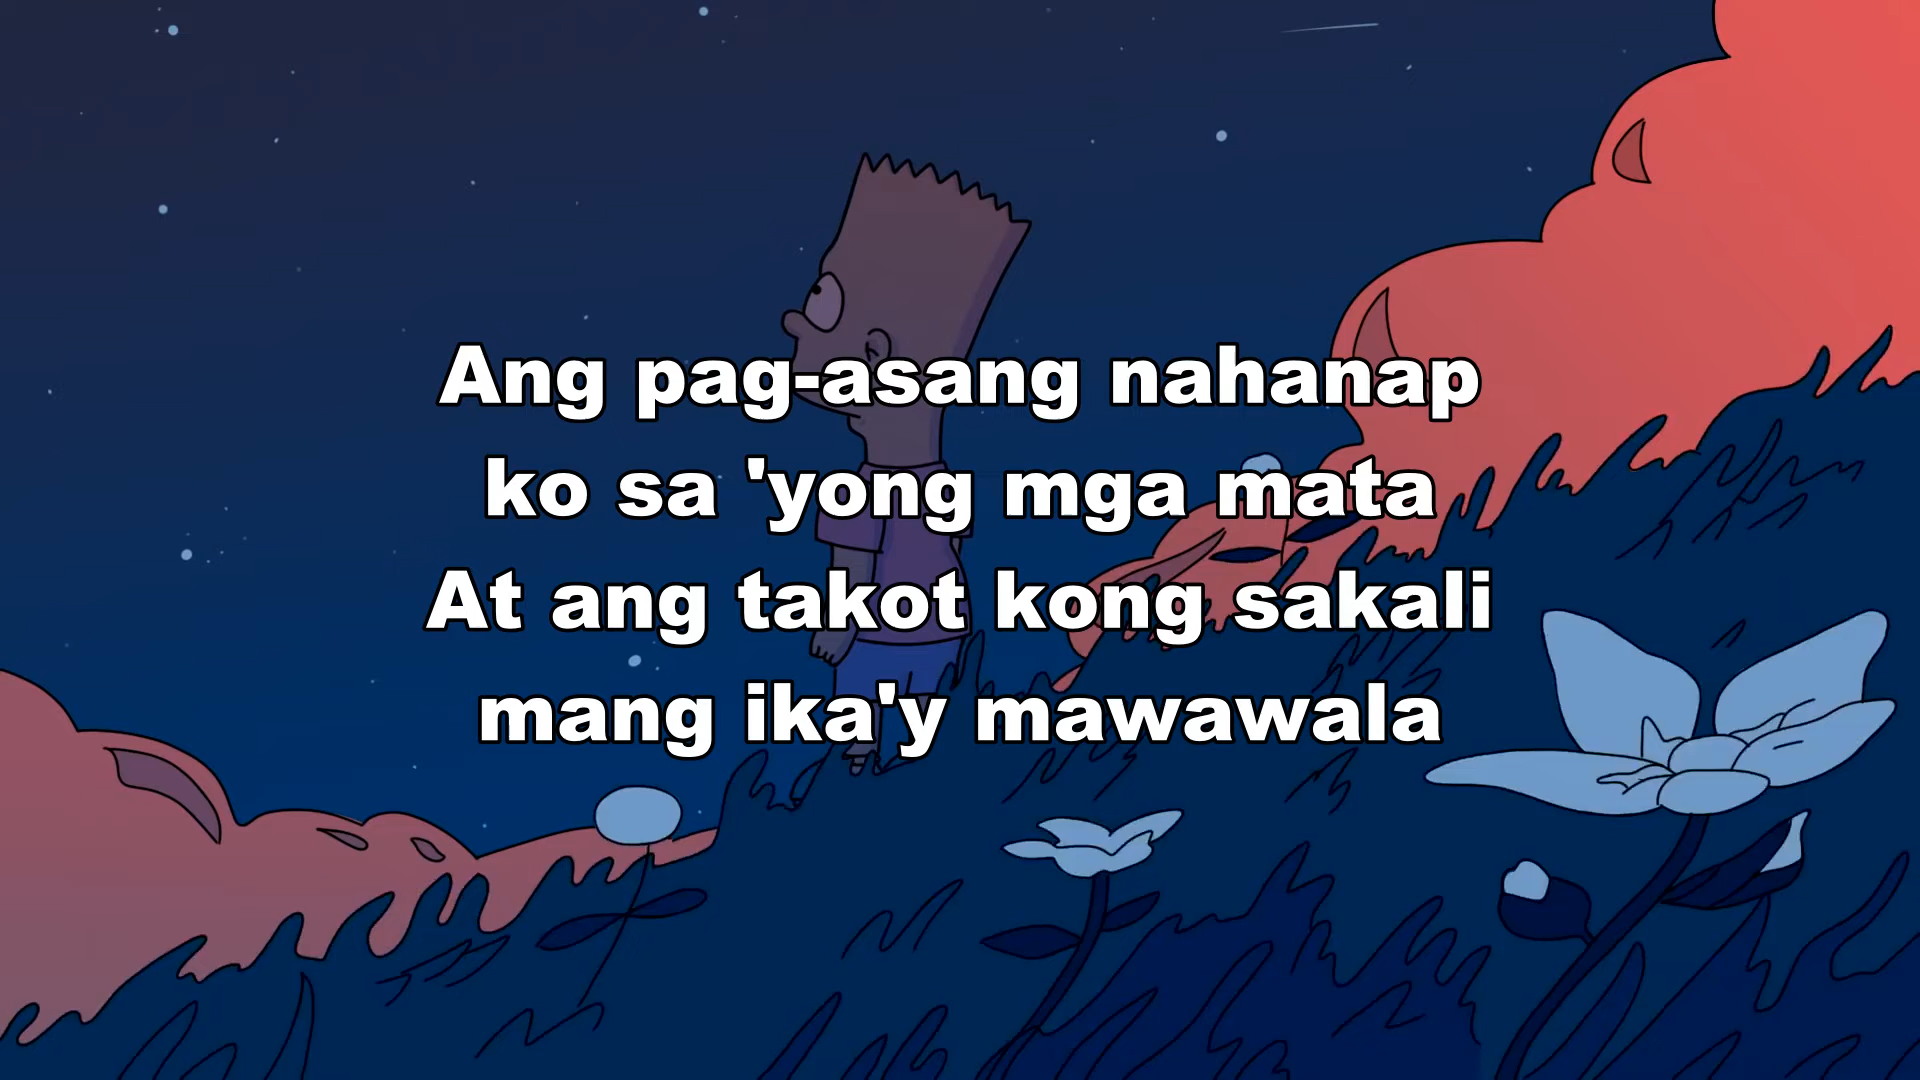 Ang pag-asang nahanap
ko sa 'yong mga mata
At ang takot kong sakali
mang ika'y mawawala